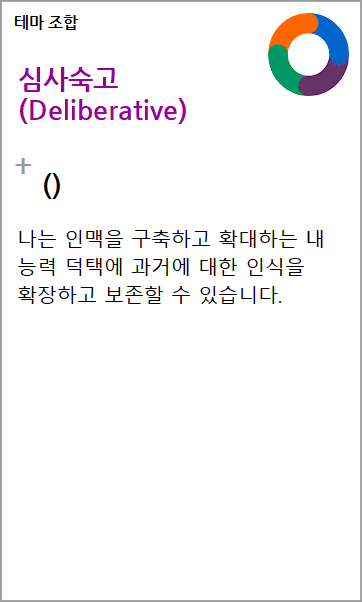 테마 조합
심사숙고
(Deliberative)
+
()
나는 인맥을 구축하고 확대하는 내
능력 덕택에 과거에 대한 인식을
확장하고 보존할 수 있습니다.